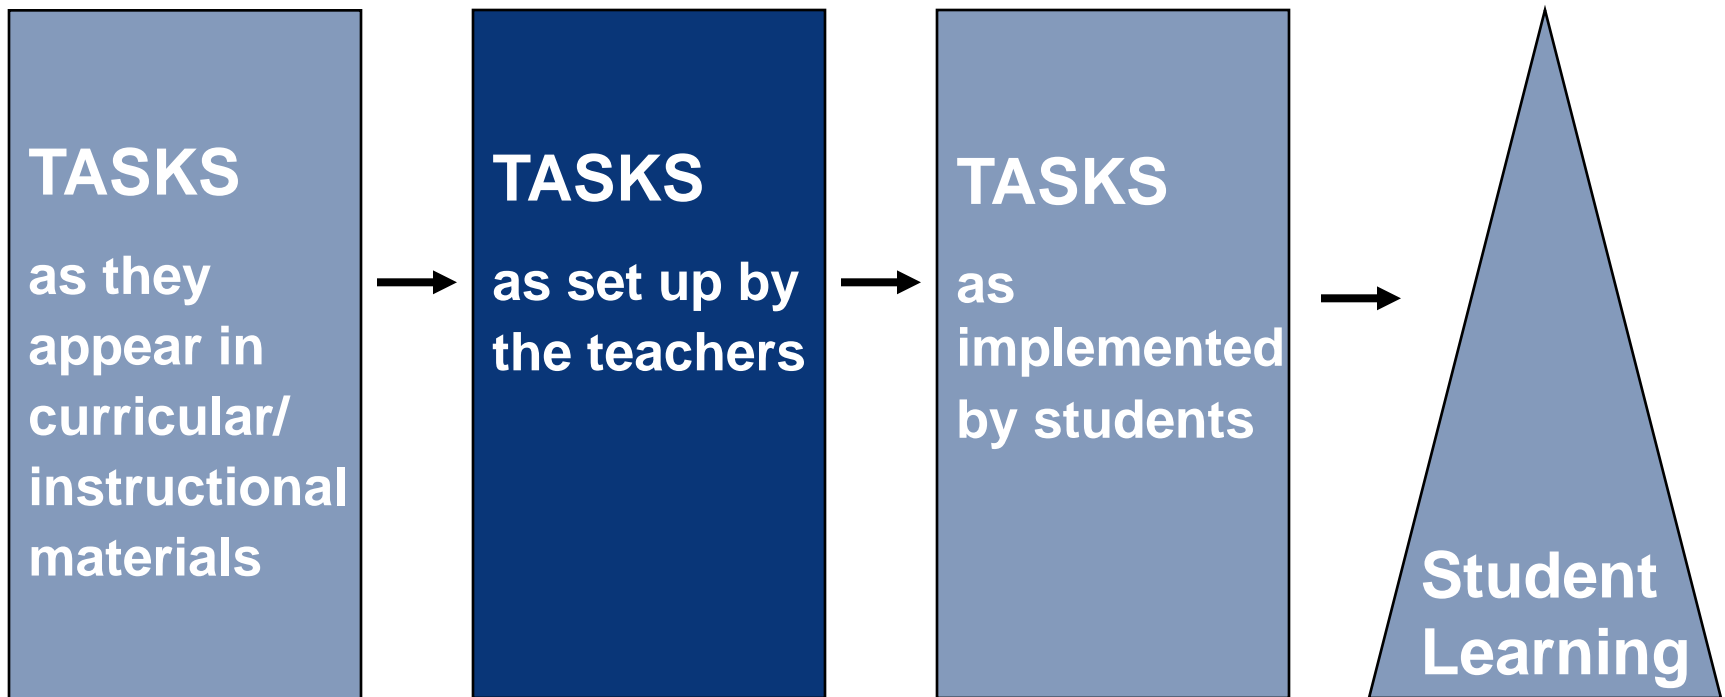 TASKS
as they
appear in
curricular/
instructional
materials
TASKS
as set up by
the teachers
TASKS
as
implemented
by students
Student
Learning